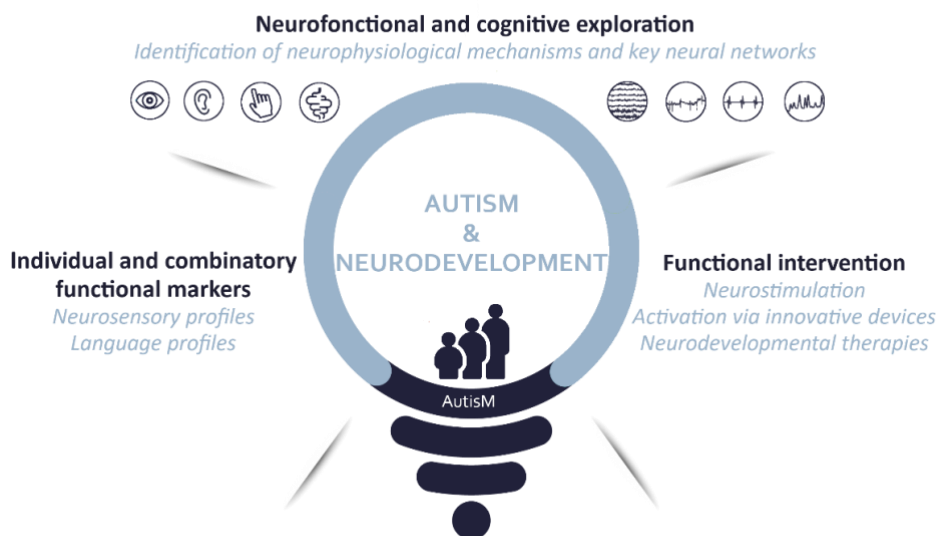 Neurofonctional and cognitive exploration
Identification of neurophysiological mechanisms and key neural networks
AUTISM
&
NEURODEVELOPMENT
Individual and combinatory
functional markers
Neurosensory profiles
Language profiles
Functional intervention
Neurostimulation
Activation via innovative devices
Neurodevelopmental therapies
AutisM